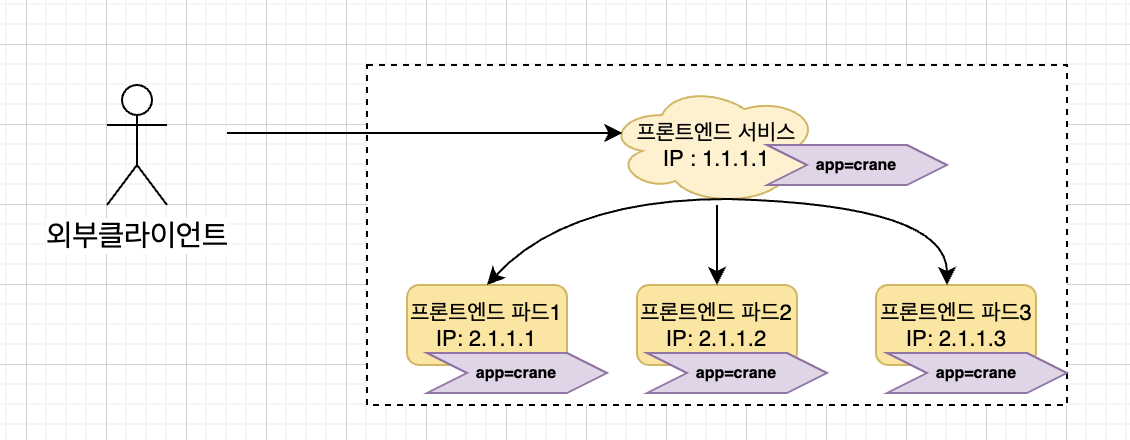 프론트엔드 서비스
IP : 1.1.1.1
app=crane
외부클라이언트
프론트엔드 파드1
IP: 2.1.1.1
app=crane
프론트엔드 파드2
IP: 2.1.1.2
app=crane
프론트엔드 파드3
IP: 2.1.1.3
app=crane